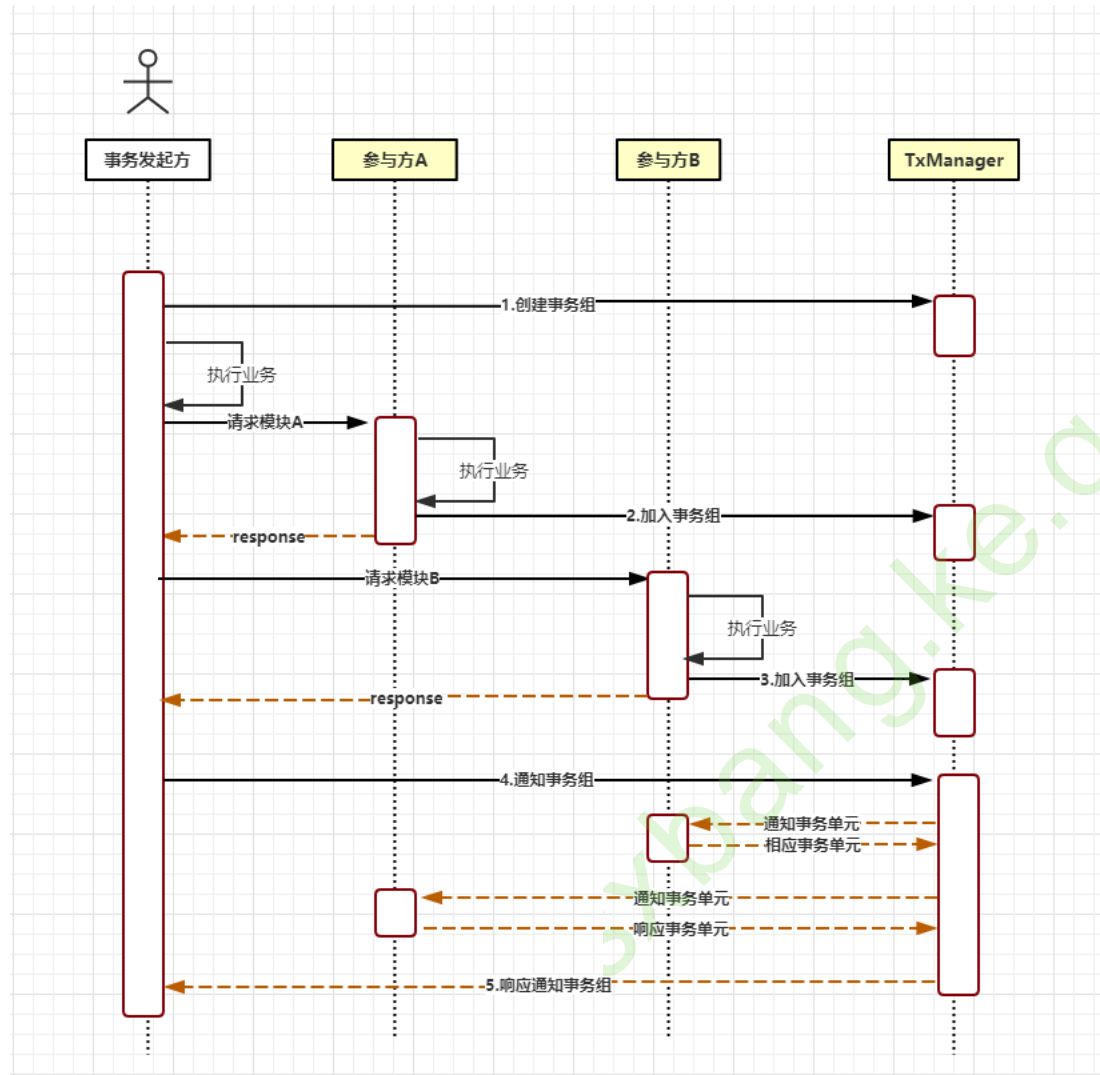 事务发起方
参与方A
参与方B
TxManager
1.创建事务组
执行业务
请求模块A
执行业务
2.加入事务组
response
请求模块B
执行业务
3.加入事务组
response
4.通知事务组
通知事务单元
相应事务单元
通知事务单元
响应事务单元
5.响应通知事务组